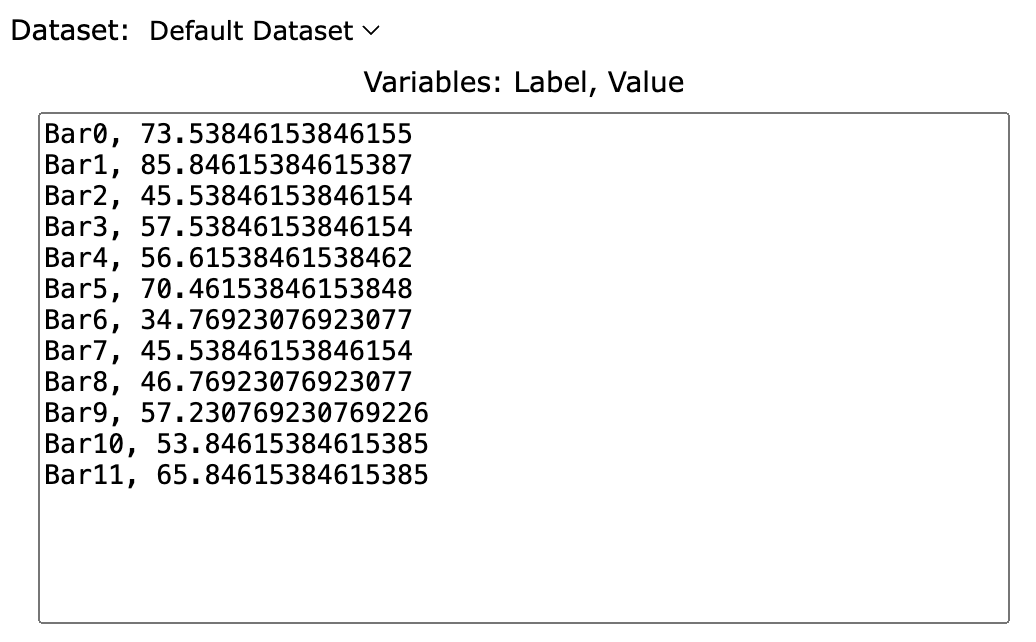 Dataset: Default Dataset
Variables: Label, Value
Bar0, 73.53846153846155
Bar1, 85.84615384615387
Bar2, 45.53846153846154
Bar3, 57.53846153846154
Bar4, 56.61538461538462
Bar5, 70.46153846153848
Bar6, 34.76923076923077
Bar7, 45.53846153846154
Bar8, 46.76923076923077
Bar9, 57.230769230769226
Bar10, 53.84615384615385
Bar11, 65.84615384615385